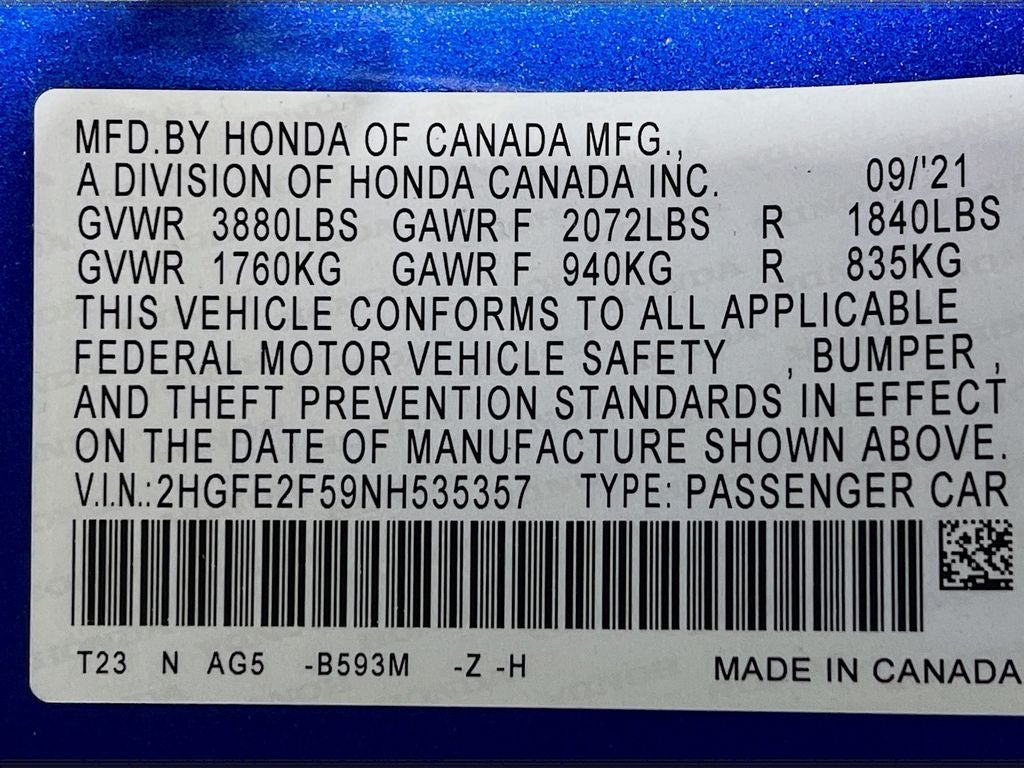 MFD.BY HONDA OF CANADA MFG.,
A DIVISION OF HONDA CANADA INC. 09/'21
GVWR 3880LBS GAWR F 2072LBS R 1840LBS
GVWR 1760KG GAWR F 940KG R 835KG
THIS VEHICLE CONFORMS TO ALL APPLICABLE
FEDERAL MOTOR VEHICLE SAFETY , BUMPER ,
AND THEFT PREVENTION STANDARDS IN EFFECT
ON THE DATE OF MANUFACTURE SHOWN ABOVE.
V.I.N.:2HGFE2F59NH535357 TYPE: PASSENGER CAR
T23 N AG5 -B593M -Z -H MADE IN CANADA